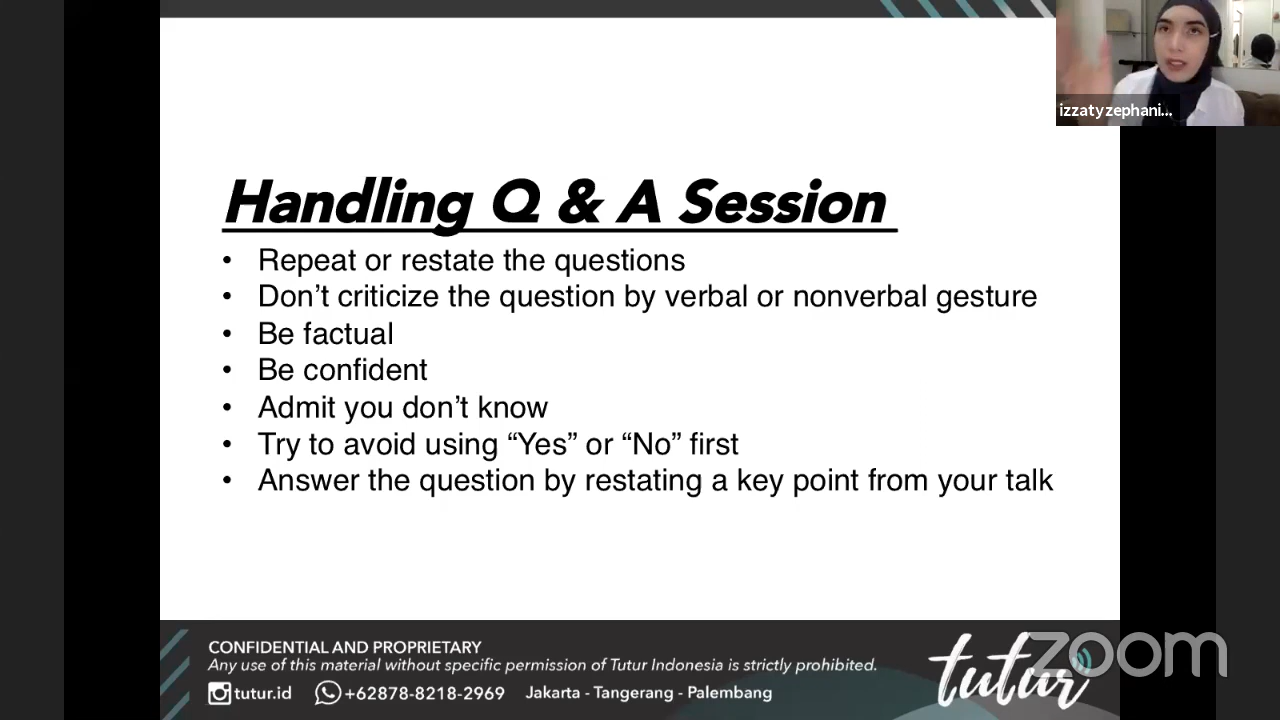 izzatyzephani...
Handling Q & A Session
• Repeat or restate the questions
• Don’t criticize the question by verbal or nonverbal gesture
• Be factual
• Be confident
• Admit you don’t know
• Try to avoid using “Yes” or “No” first
• Answer the question by restating a key point from your talk
CONFIDENTIAL AND PROPRIETARY
Any use of this material without specific permission of Tutur Indonesia is strictly prohibited.
tutur.id +62878-8218-2969 Jakarta - Tangerang - Palembang
tutur
zoom